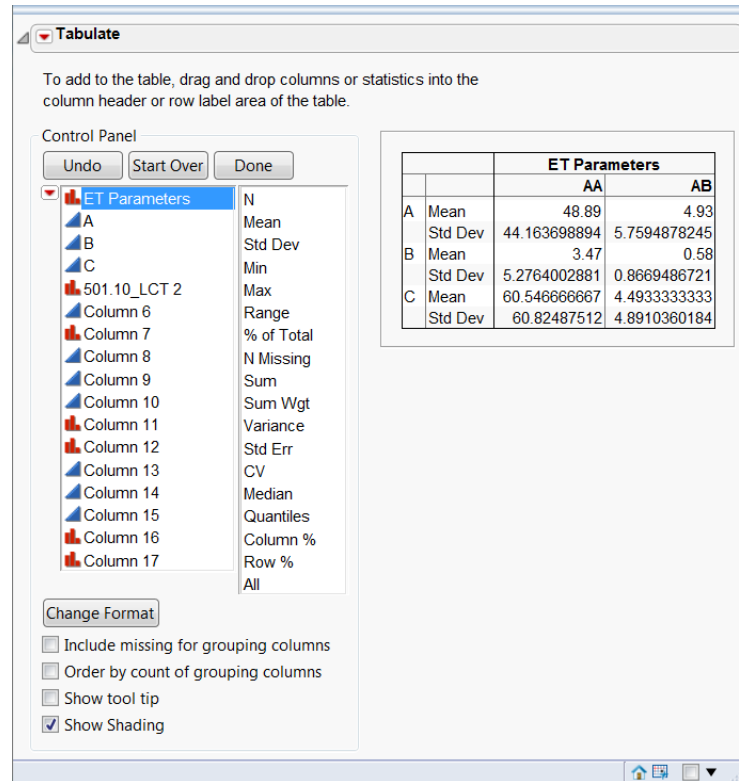 Tabulate
To add to the table, drag and drop columns or statistics into the
column header or row label area of the table.
Control Panel
Undo Start Over Done
ET Parameters
A
B
C
501.10_LCT 2
Column 6
Column 7
Column 8
Column 9
Column 10
Column 11
Column 12
Column 13
Column 14
Column 15
Column 16
Column 17
N
Mean
Std Dev
Min
Max
Range
% of Total
N Missing
Sum
Sum Wgt
Variance
Std Err
CV
Median
Quantiles
Column %
Row %
All
Change Format
Include missing for grouping columns
Order by count of grouping columns
Show tool tip
Show Shading
ET Parameters
AA AB
A Mean 48.89 4.93
Std Dev 44.163698894 5.7594878245
B Mean 3.47 0.58
Std Dev 5.2764002881 0.8669486721
C Mean 60.546666667 4.4933333333
Std Dev 60.82487512 4.8910360184